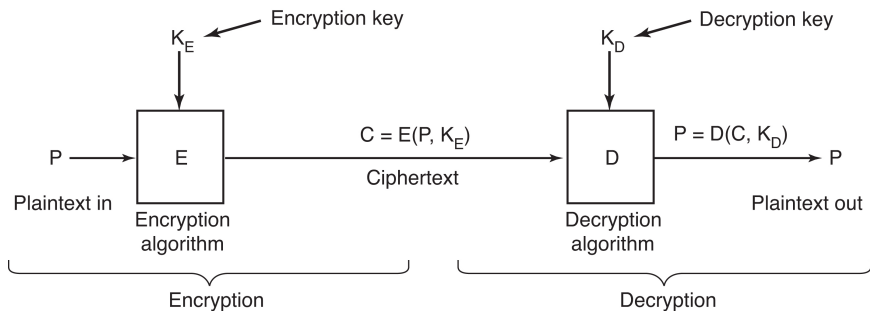 Encryption key
Decryption key
K_E
K_D
C = E(P, K_E)
P = D(C, K_D)
P
E
D
P
Ciphertext
Plaintext in
Plaintext out
Encryption
algorithm
Decryption
algorithm
Encryption
Decryption